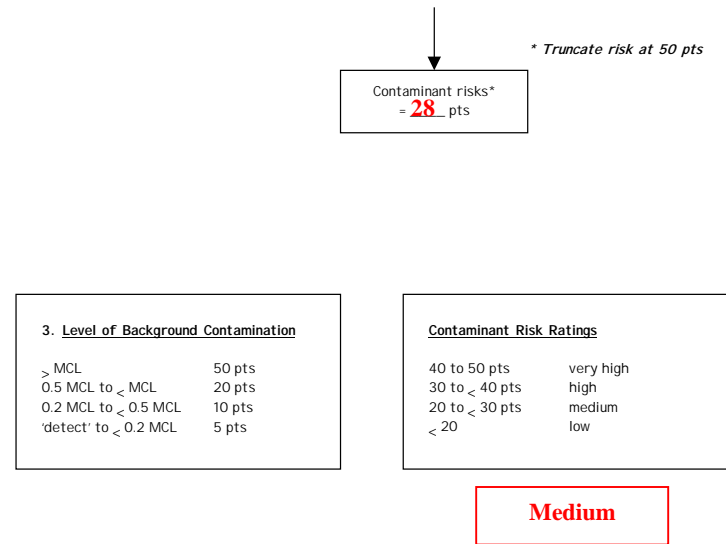 * Truncate risk at 50 pts
Contaminant risks*
= 28 pts
3. Level of Background Contamination
> MCL 50 pts
0.5 MCL to < MCL 20 pts
0.2 MCL to < 0.5 MCL 10 pts
'detect' to < 0.2 MCL 5 pts
Contaminant Risk Ratings
40 to 50 pts very high
30 to < 40 pts high
20 to < 30 pts medium
< 20 low
Medium